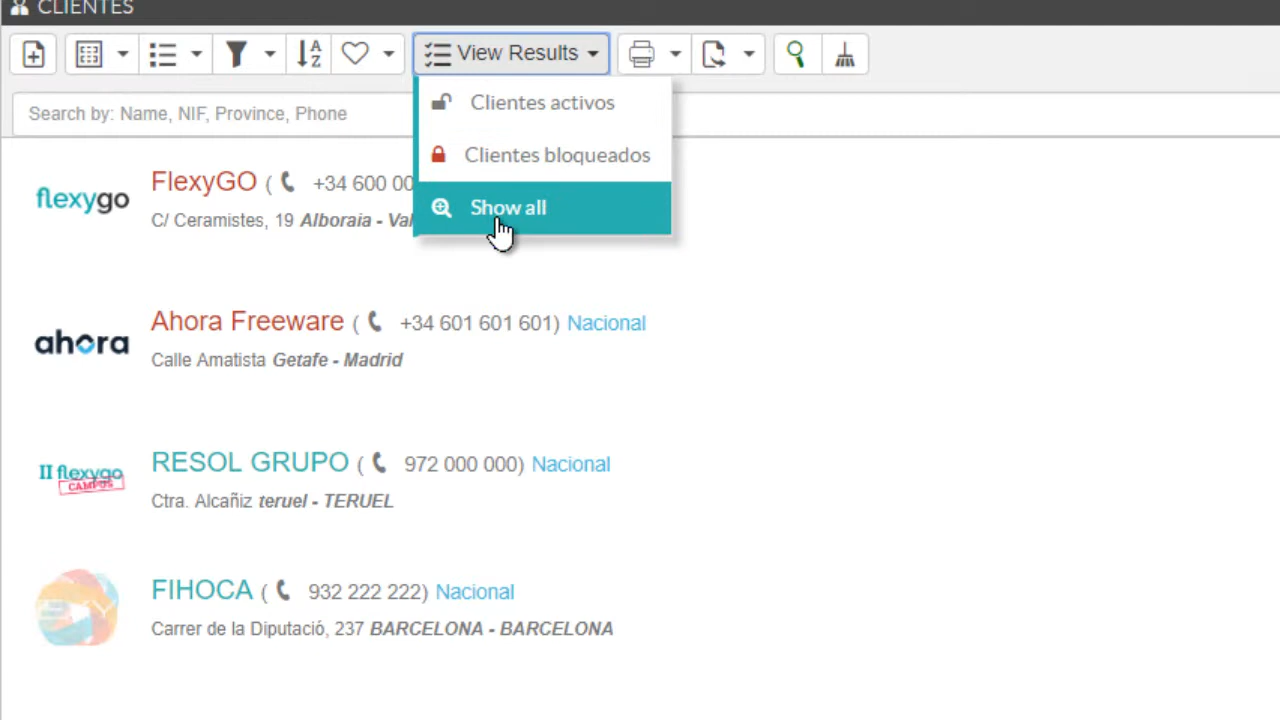 CLIENTES
View Results
Search by: Name, NIF, Province, Phone
Clientes activos
Clientes bloqueados
Show all
flexygo
FlexyGO ( +34 600 00
C/ Ceramistes, 19 Alboraia - Val
ahora
Ahora Freeware ( +34 601 601 601) Nacional
Calle Amatista Getafe - Madrid
II flexygo
CAMPUS
RESOL GRUPO ( 972 000 000) Nacional
Ctra. Alcañiz teruel - TERUEL
FIHOCA ( 932 222 222) Nacional
Carrer de la Diputació, 237 BARCELONA - BARCELONA